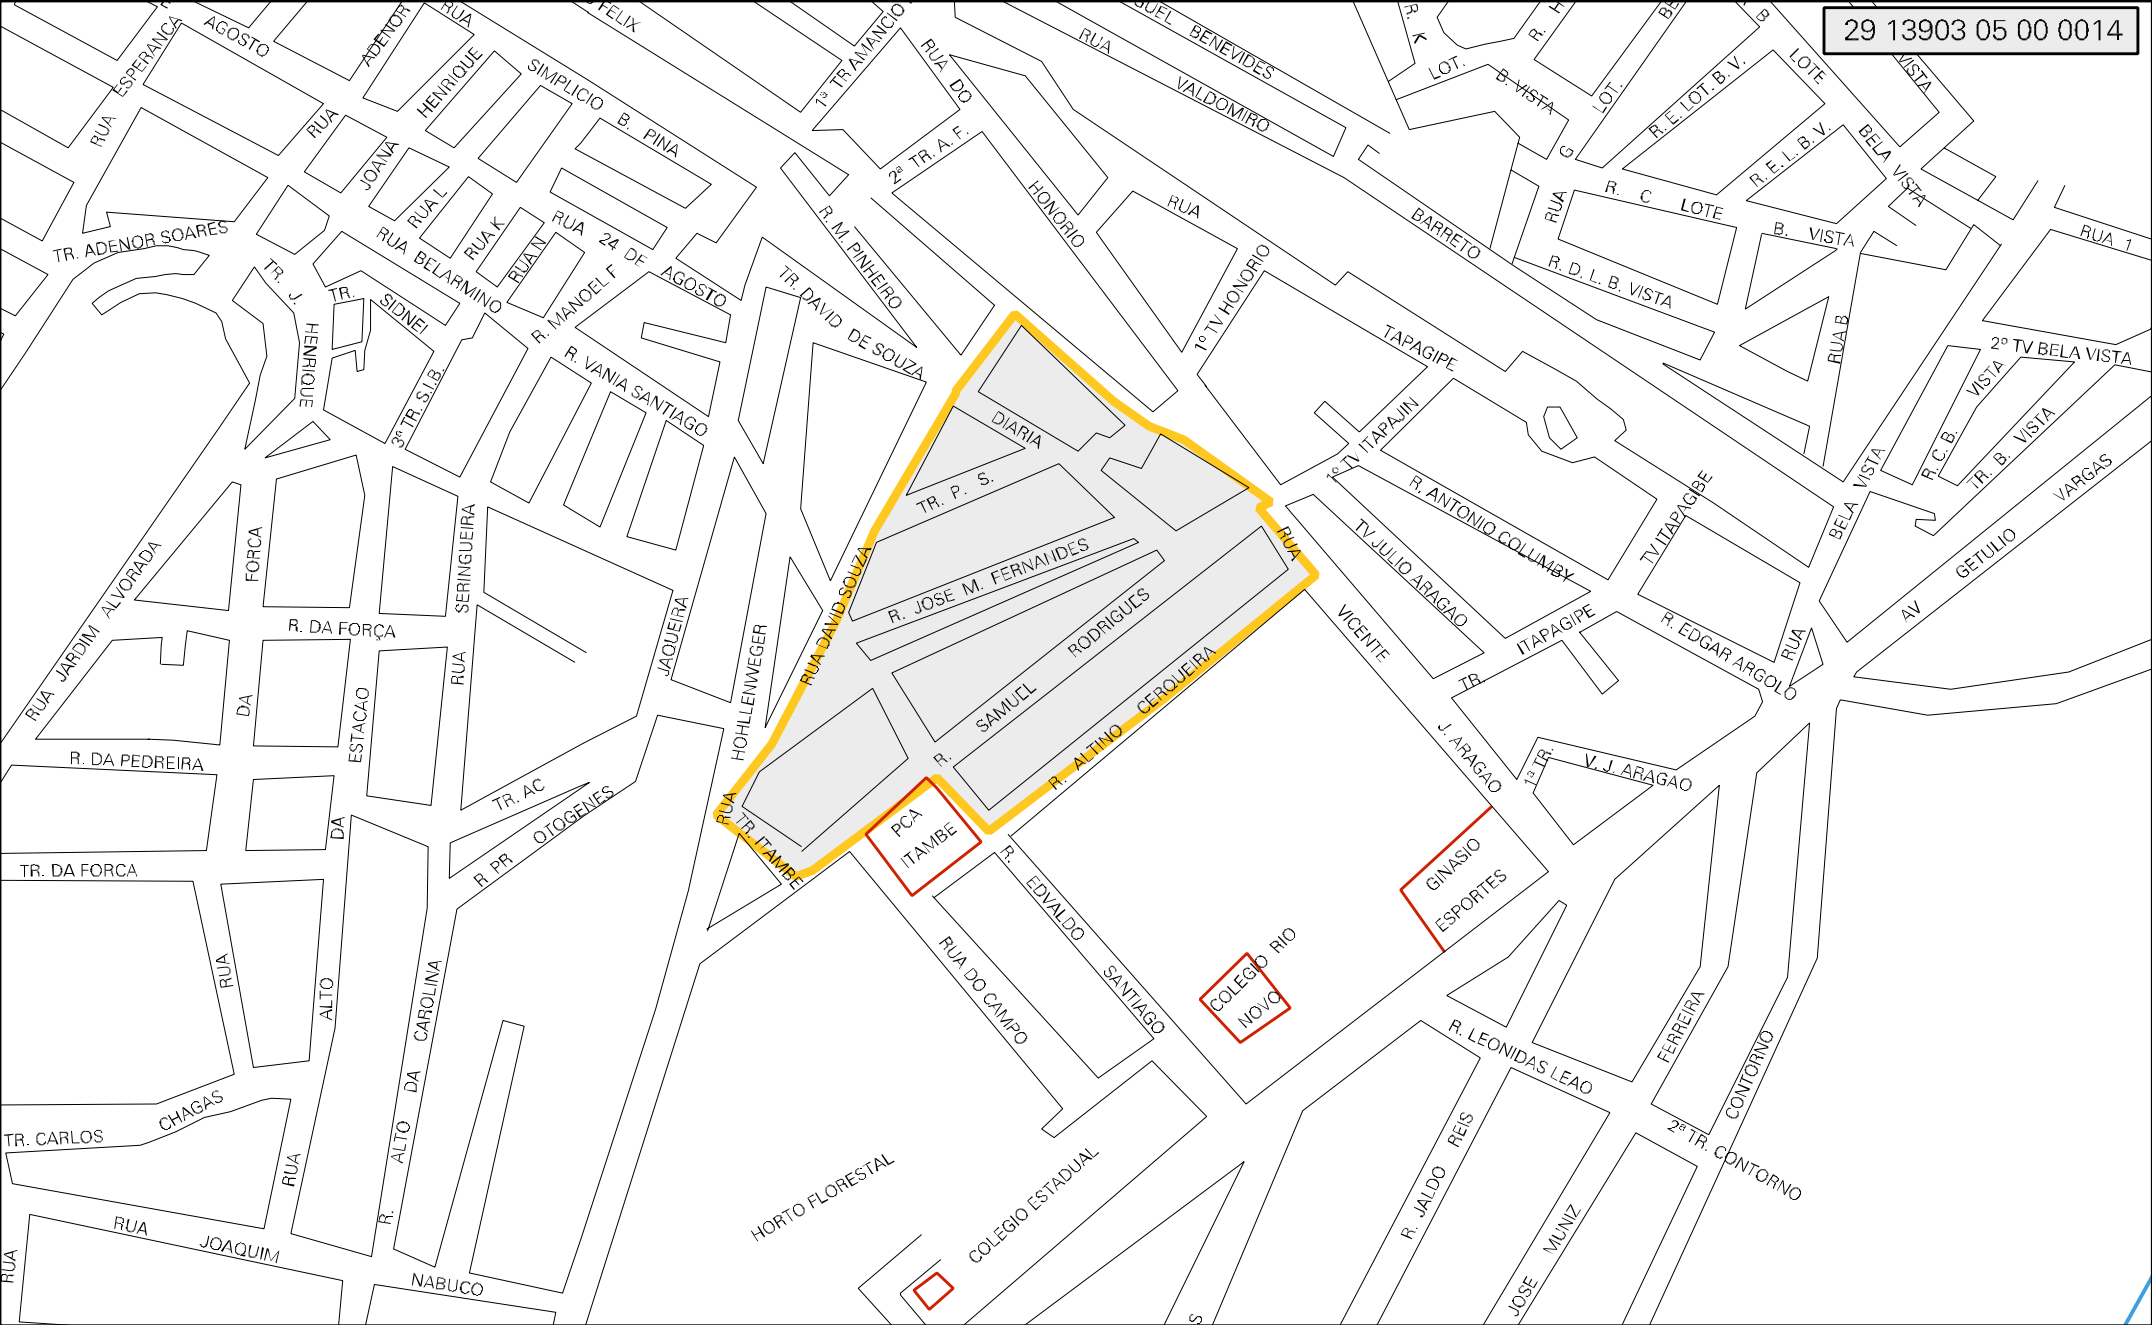 29 13903 05 00 0014
AGOSTO
ADENOR
RUA
FELIX
1ª TR AMANCIO
RUA DO
HONORIO
RUA
VALDOMIRO
BARRETO
BENEVIDES
R. K
LOT.
B. VISTA
R. H
LOT.
G
RUA
B
LOTE
BELA VISTA
VISTA
R. E. LOT. B. V.
R. E. L. B. V.
RUA ESPERANCA
RUA
JOANA
HENRIQUE
SIMPLICIO
B. PINA
2ª TR. A. F.
R. C LOTE
B. VISTA
RUA 1
RUA L
RUA K
RUA N
RUA 24 DE AGOSTO
R. M. PINHEIRO
RUA
TAPAGIPE
1º TV HONORIO
R. D. L. B. VISTA
RUA B
TR. ADENOR SOARES
RUA BELARMINO
TR. J.
HENRIQUE
TR. SIDNEI
R. MANOEL F
TR. DAVID DE SOUZA
2º TV BELA VISTA
R. VANIA SANTIAGO
3ª TR. S.I.B.
DIARIA
TR. P. S.
1º TV ITAPAJIN
R. ANTONIO COLUMBY
TV ITAPAGIBE
BELA VISTA
R. C. B. VISTA
TR. B. VISTA
AV GETULIO VARGAS
RUA JARDIM ALVORADA
RUA DA FORCA
RUA SERINGUEIRA
R. DA FORÇA
JAQUEIRA
RUA HOHLLENWEGER
RUA DAVID SOUZA
R. JOSE M. FERNANDES
R. SAMUEL RODRIGUES
R. ALTINO CERQUEIRA
RUA VICENTE J. ARAGAO
TV JULIO ARAGAO
TR. ITAPAGIPE
R. EDGAR ARGOLO
RUA
1ª TR. V. J. ARAGAO
R. DA PEDREIRA
RUA ALTO DA ESTACAO
TR. AC
R PR OTOGENES
TR. ITAMBE
PCA
ITAMBE
TR. DA FORCA
R. EDVALDO SANTIAGO
RUA DO CAMPO
GINASIO
ESPORTES
COLEGIO RIO
NOVO
R. ALTO DA CAROLINA
R. LEONIDAS LEAO
JOSE MUNIZ FERREIRA
CONTORNO
2ª TR. CONTORNO
R. JALDO REIS
TR. CARLOS CHAGAS
HORTO FLORESTAL
COLEGIO ESTADUAL
RUA JOAQUIM NABUCO
RUA
S